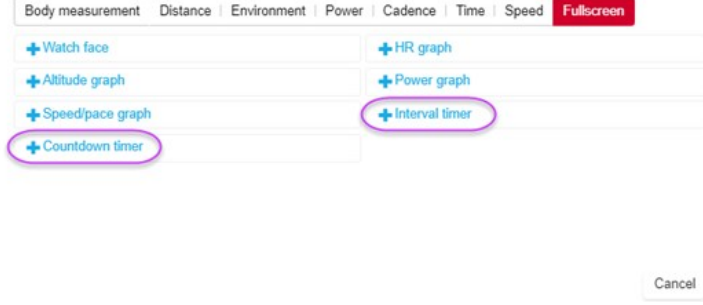 Body measurement Distance Environment Power Cadence Time Speed Fullscreen
Watch face HR graph
Altitude graph Power graph
Speed/pace graph Interval timer
Countdown timer
Cancel